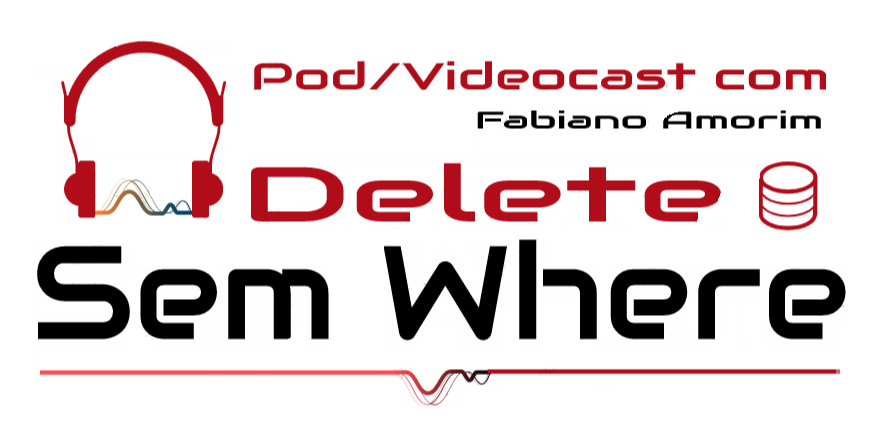 Pod/Videocast com
Fabiano Amorim
Delete
Sem Where